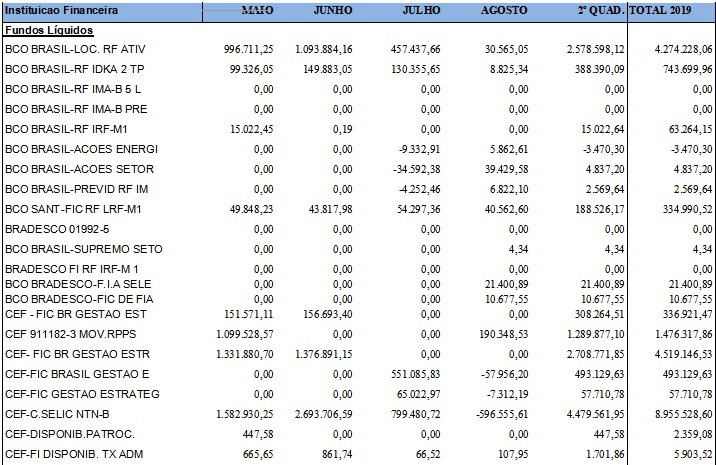 Instituicao Financeira MAIO JUNHO JULHO AGOSTO 2º QUAD. TOTAL 2019
Fundos Líquidos
BCO BRASIL-LOC. RF ATIV 996.711,25 1.093.884,16 457.437,66 30.565,05 2.578.598,12 4.274.228,06
BCO BRASIL-RF IDKA 2 TP 99.326,05 149.883,05 130.355,65 8.825,34 388.390,09 743.699,96
BCO BRASIL-RF IMA-B 5 L 0,00 0,00 0,00 0,00 0,00 0,00
BCO BRASIL-RF IMA-B PRE 0,00 0,00 0,00 0,00 0,00 0,00
BCO BRASIL-RF IRF-M1 15.022,45 0,19 0,00 0,00 15.022,64 63.264,15
BCO BRASIL-ACOES ENERGI 0,00 0,00 -9.332,91 5.862,61 -3.470,30 -3.470,30
BCO BRASIL-ACOES SETOR 0,00 0,00 -34.592,38 39.429,58 4.837,20 4.837,20
BCO BRASIL-PREVID RF IM 0,00 0,00 -4.252,46 6.822,10 2.569,64 2.569,64
BCO SANT-FIC RF LRF-M1 49.848,23 43.817,98 54.297,36 40.562,60 188.526,17 334.990,52
BRADESCO 01992-5 0,00 0,00 0,00 0,00 0,00 0,00
BCO BRASIL-SUPREMO SETO 0,00 0,00 0,00 4,34 4,34 4,34
BRADESCO FI RF IRF-M 1 0,00 0,00 0,00 0,00 0,00 0,00
BCO BRADESCO-F.I.A SELE 0,00 0,00 0,00 21.400,89 21.400,89 21.400,89
BCO BRADESCO-FIC DE FIA 0,00 0,00 0,00 10.677,55 10.677,55 10.677,55
CEF - FIC BR GESTAO EST 151.571,11 156.693,40 0,00 0,00 308.264,51 336.921,47
CEF 911182-3 MOV.RPPS 1.099.528,57 0,00 0,00 190.348,53 1.289.877,10 1.476.317,86
CEF- FIC BR GESTAO ESTR 1.331.880,70 1.376.891,15 0,00 0,00 2.708.771,85 4.519.146,53
CEF-FIC BRASIL GESTAO E 0,00 0,00 551.085,83 -57.956,20 493.129,63 493.129,63
CEF-FIC GESTAO ESTRATEG 0,00 0,00 65.022,97 -7.312,19 57.710,78 57.710,78
CEF-C.SELIC NTN-B 1.582.930,25 2.693.706,59 799.480,72 -596.555,61 4.479.561,95 8.955.528,60
CEF-DISPONIB.PATROC. 447,58 0,00 0,00 0,00 447,58 2.359,08
CEF-FI DISPONIB. TX ADM 665,65 861,74 66,52 107,95 1.701,86 5.903,52